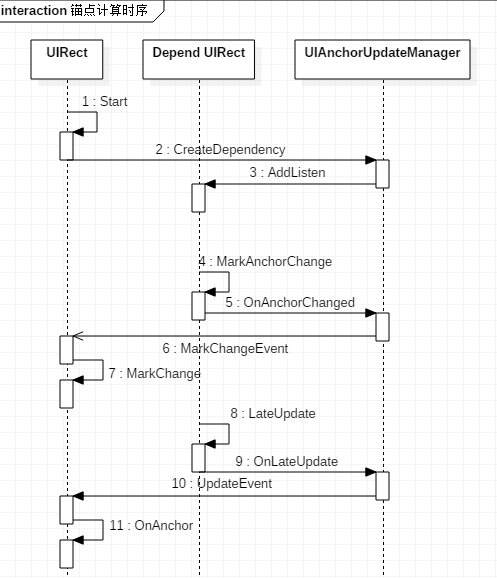 interaction 锚点计算时序
UIRect
Depend UIRect
UIAnchorUpdateManager
1 : Start
2 : CreateDependency
3 : AddListen
4 : MarkAnchorChange
5 : OnAnchorChanged
6 : MarkChangeEvent
7 : MarkChange
8 : LateUpdate
9 : OnLateUpdate
10 : UpdateEvent
11 : OnAnchor